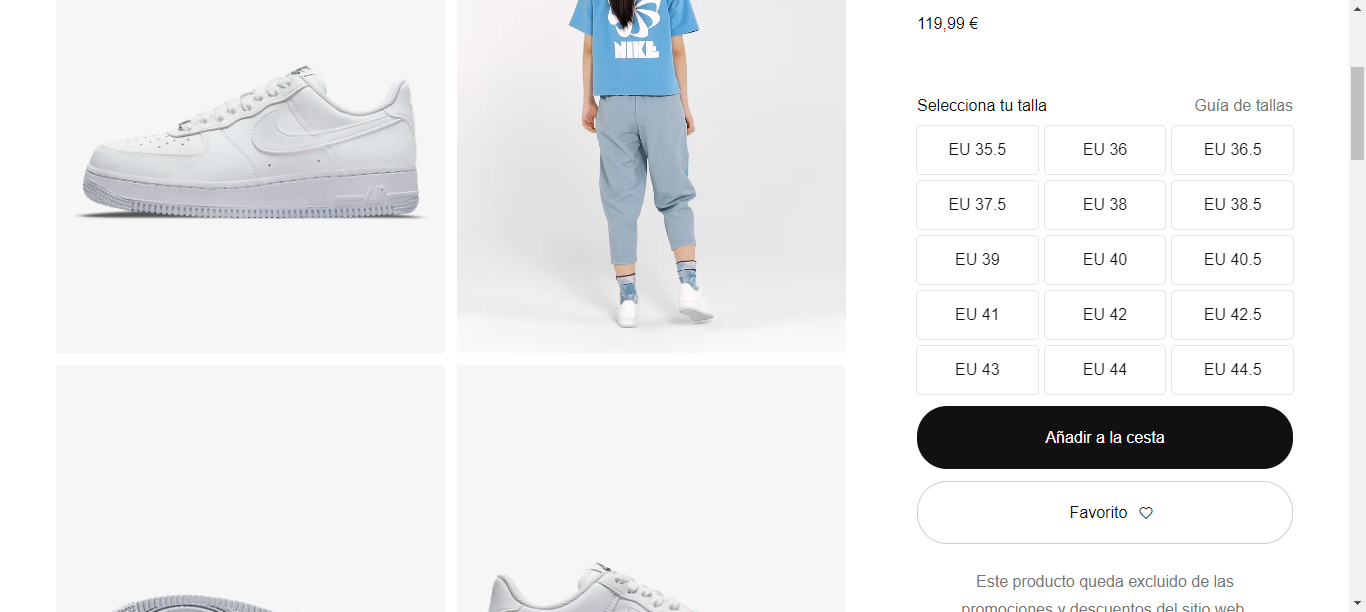 NIKE
119,99 €
Selecciona tu talla
Guía de tallas
EU 35.5
EU 36
EU 36.5
EU 37.5
EU 38
EU 38.5
EU 39
EU 40
EU 40.5
EU 41
EU 42
EU 42.5
EU 43
EU 44
EU 44.5
Añadir a la cesta
Favorito
Este producto queda excluido de las
promociones y descuentos del sitio web.